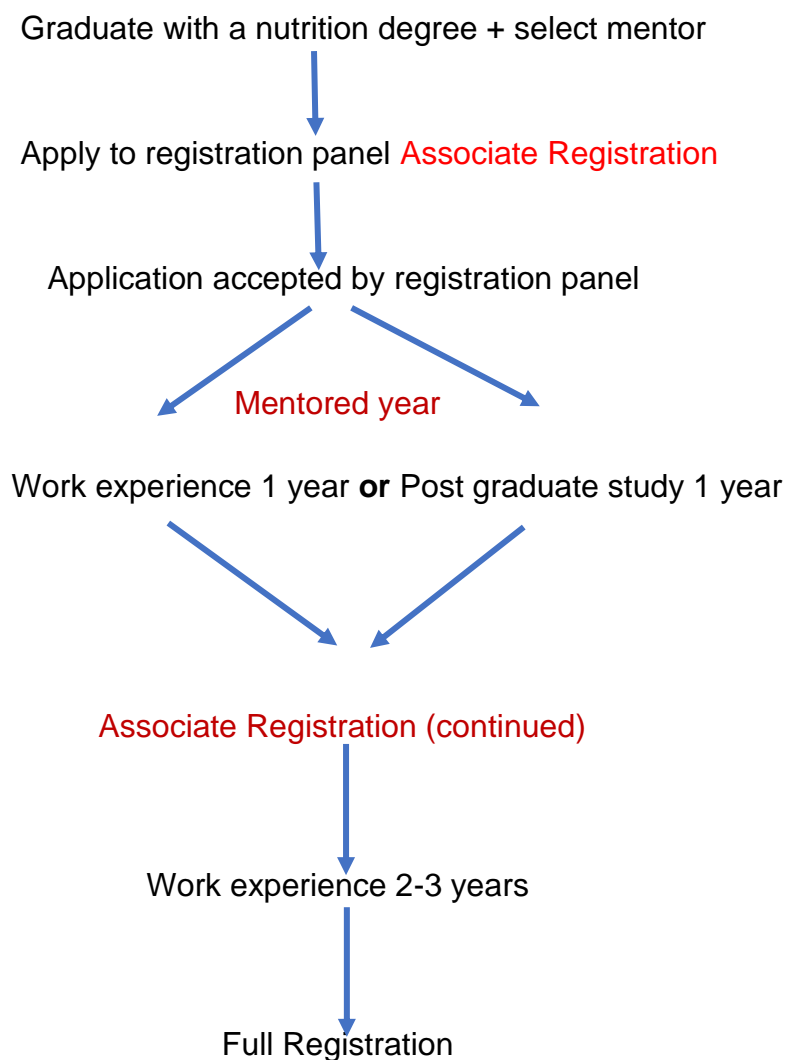 Graduate with a nutrition degree + select mentor
Apply to registration panel Associate Registration
Application accepted by registration panel
Mentored year
Work experience 1 year or Post graduate study 1 year
Associate Registration (continued)
Work experience 2-3 years
Full Registration